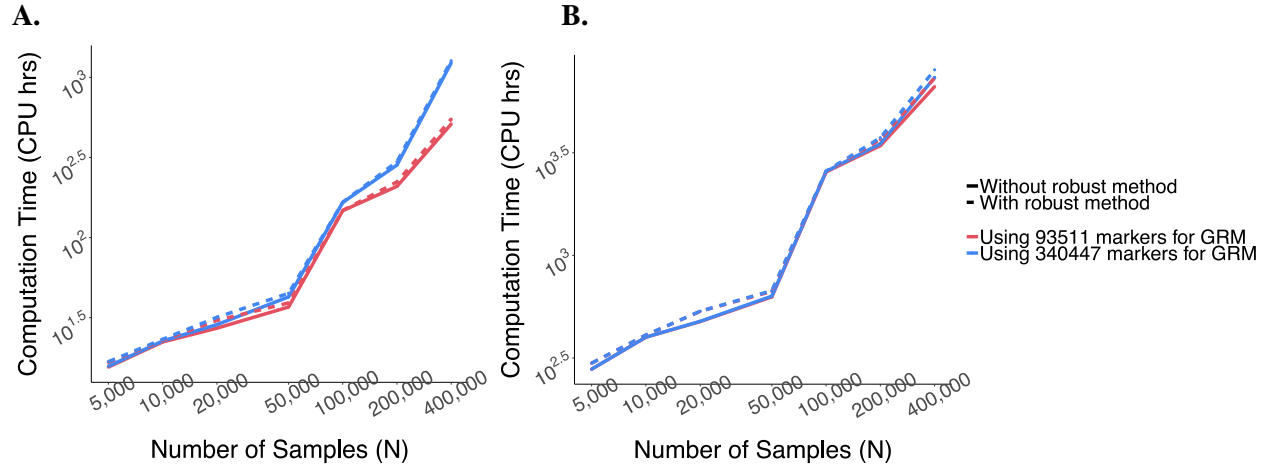 A.
Computation Time (CPU hrs)
10^3
10^2.5
10^2
10^1.5
5,000
10,000
20,000
50,000
100,000
200,000
400,000
Number of Samples (N)
B.
Computation Time (CPU hrs)
10^3.5
10^3
10^2.5
5,000
10,000
20,000
50,000
100,000
200,000
400,000
Number of Samples (N)
Without robust method
With robust method
Using 93511 markers for GRM
Using 340447 markers for GRM